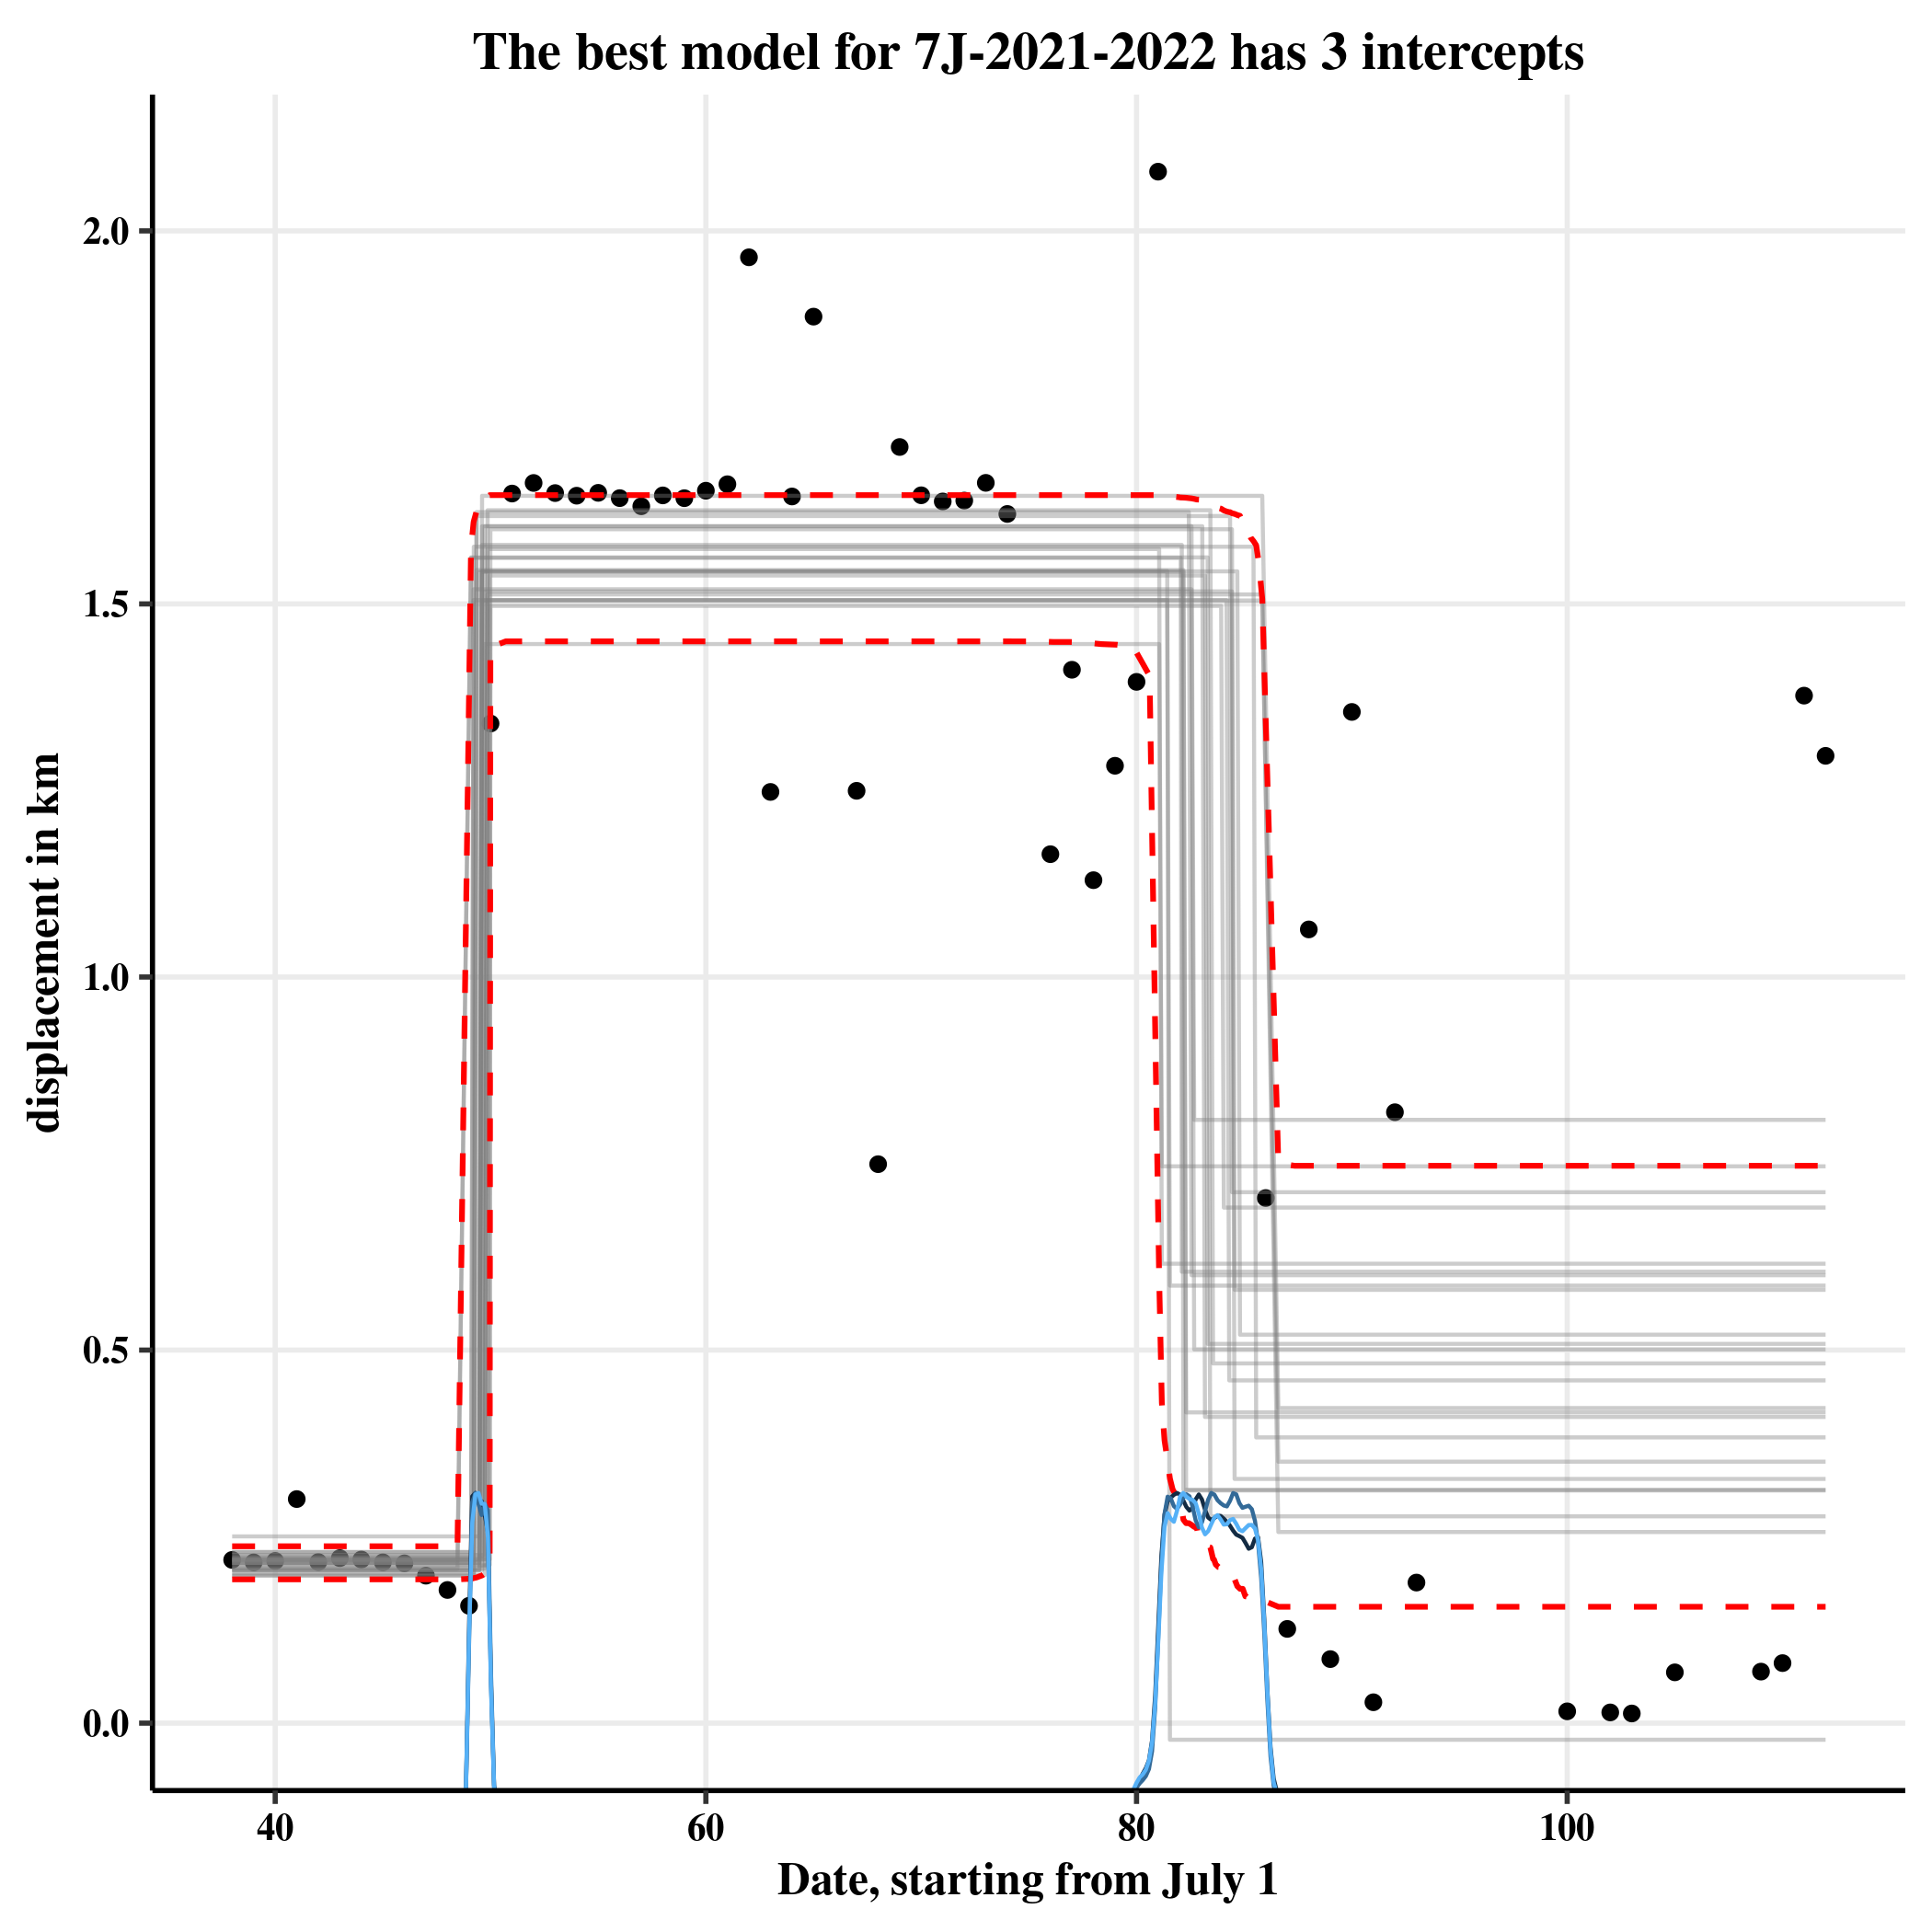 The best model for 7J-2021-2022 has 3 intercepts
displacement in km
2.0
1.5
1.0
0.5
0.0
40 60 80 100
Date, starting from July 1